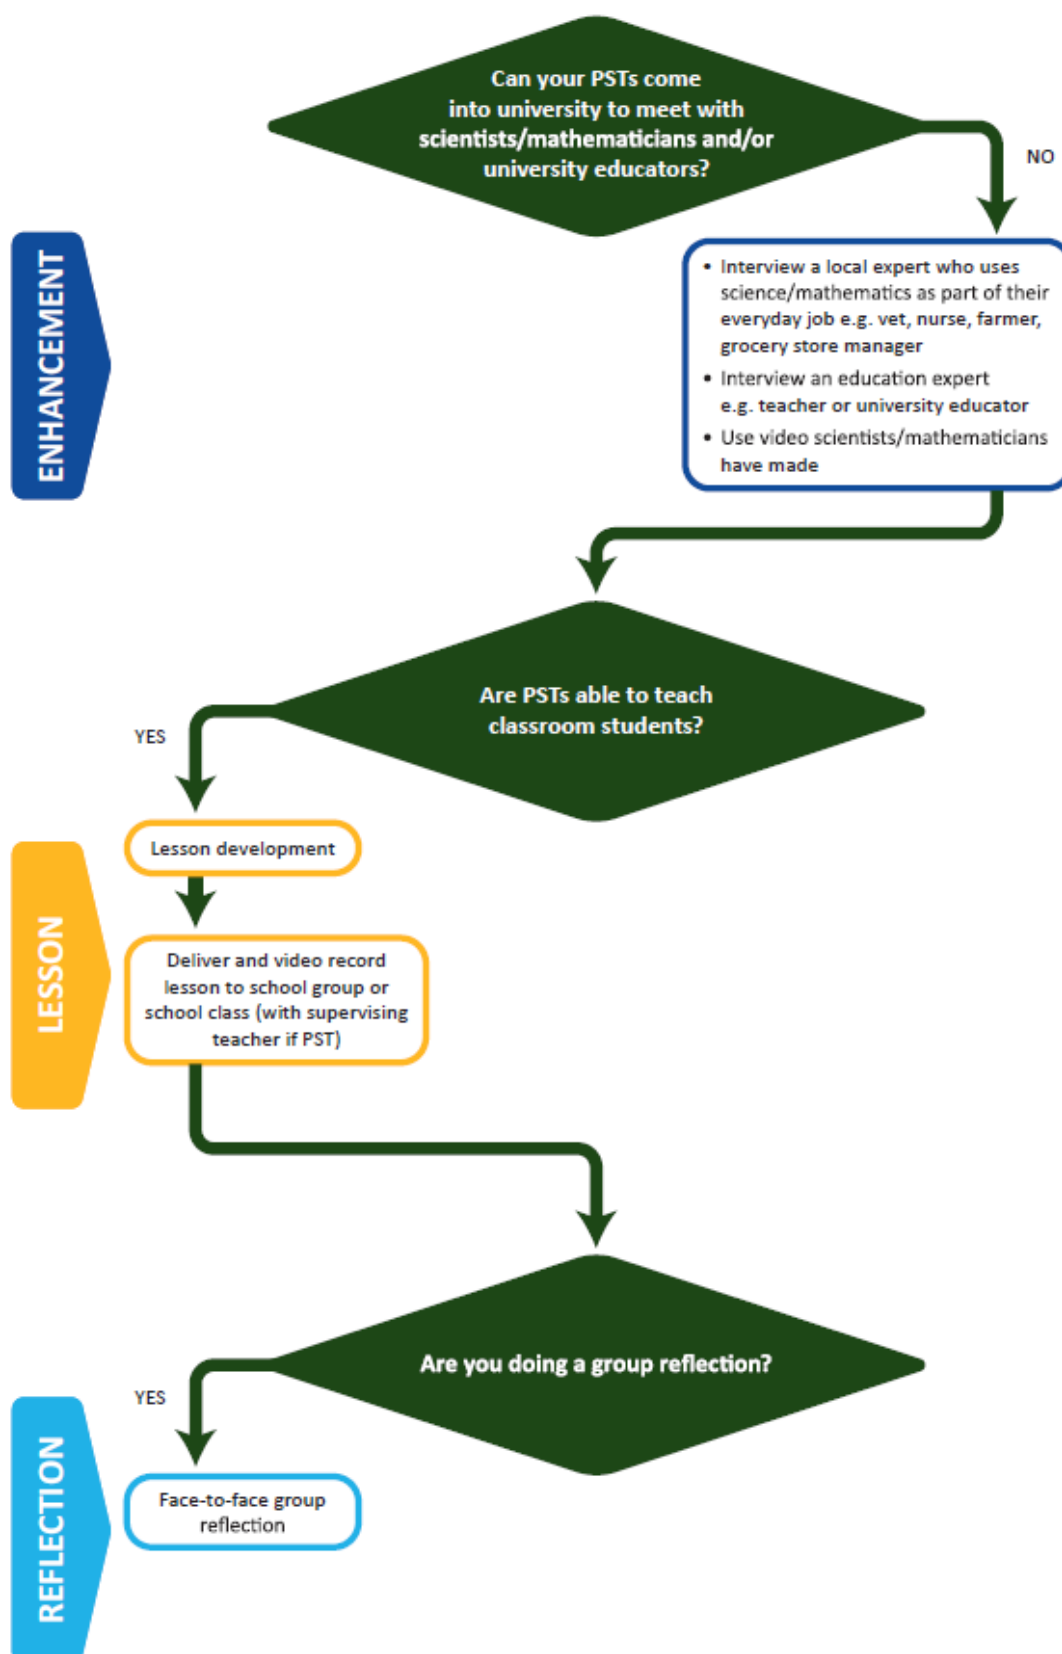 Can your PSTs come
into university to meet with
scientists/mathematicians and/or
university educators?
NO
ENHANCEMENT
• Interview a local expert who uses
science/mathematics as part of their
everyday job e.g. vet, nurse, farmer,
grocery store manager
• Interview an education expert
e.g. teacher or university educator
• Use video scientists/mathematicians
have made
Are PSTs able to teach
classroom students?
YES
LESSON
Lesson development
Deliver and video record
lesson to school group or
school class (with supervising
teacher if PST)
Are you doing a group reflection?
YES
REFLECTION
Face-to-face group
reflection